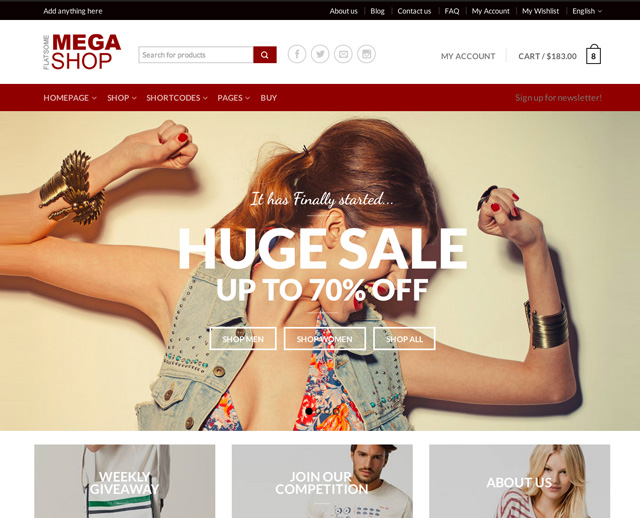 Add anything here
About us
Blog
Contact us
FAQ
My Account
My Wishlist
English
FLATSOME
MEGA
SHOP
Search for products
MY ACCOUNT
CART / $183.00
8
HOMEPAGE
SHOP
SHORTCODES
PAGES
BUY
Sign up for newsletter!
It has Finally started...
HUGE SALE
UP TO 70% OFF
SHOP MEN
SHOP WOMEN
SHOP ALL
WEEKLY
GIVEAWAY
JOIN OUR
COMPETITION
ABOUT US